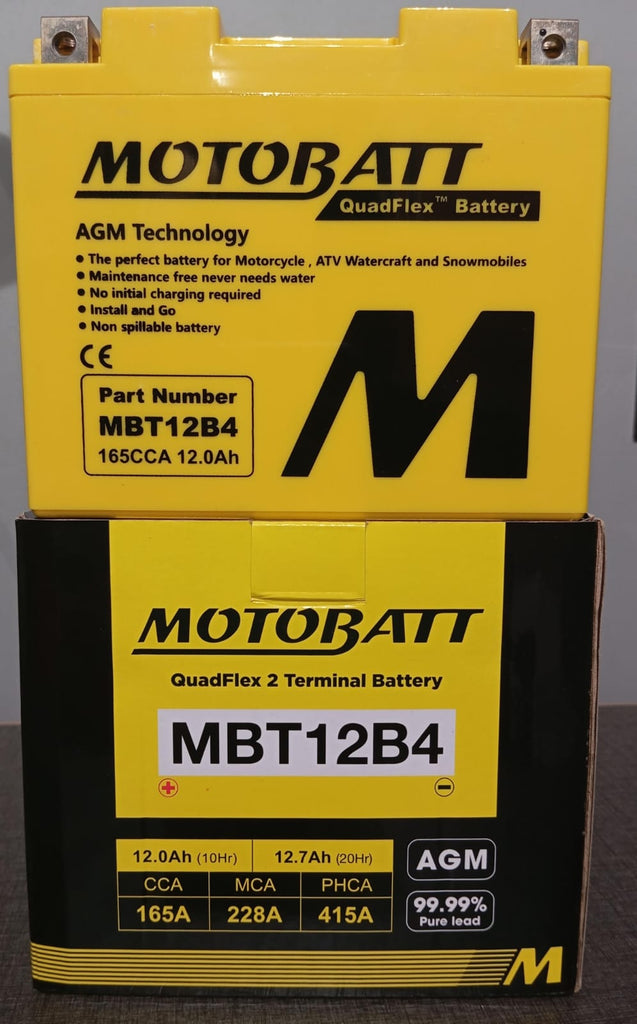 MOTOBATT
QuadFlex™ Battery
AGM Technology
• The perfect battery for Motorcycle , ATV Watercraft and Snowmobiles
• Maintenance free never needs water
• No initial charging required
• Install and Go
• Non spillable battery
CE
Part Number
MBT12B4
165CCA 12.0Ah
M
MOTOBATT
QuadFlex 2 Terminal Battery
MBT12B4
+ −
12.0Ah (10Hr) 12.7Ah (20Hr)
CCA MCA PHCA
165A 228A 415A
AGM
99.99%
Pure lead
M